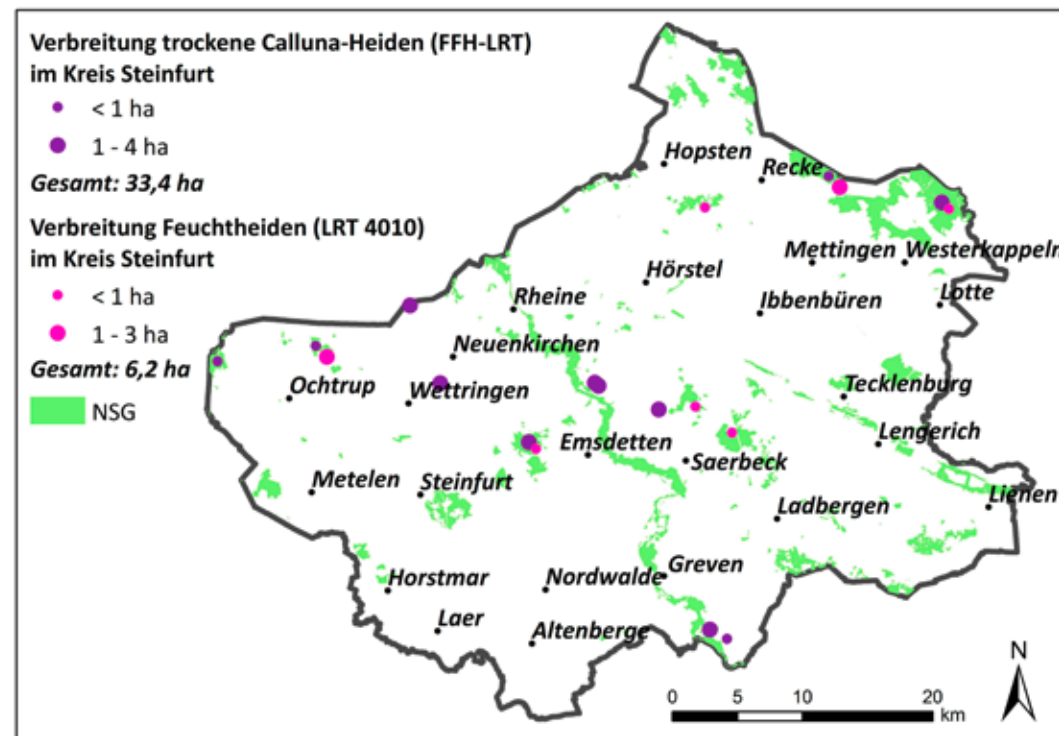 Verbreitung trockene Calluna-Heiden (FFH-LRT)
im Kreis Steinfurt
< 1 ha
1 - 4 ha
Gesamt: 33,4 ha
Verbreitung Feuchtheiden (LRT 4010)
im Kreis Steinfurt
< 1 ha
1 - 3 ha
Gesamt: 6,2 ha
NSG
Hopsten
Recke
Mettingen
Westerkappeln
Hörstel
Ibbenbüren
Lotte
Rheine
Neuenkirchen
Ochtrup
Wettringen
Tecklenburg
Lengerich
Emsdetten
Saerbeck
Metelen
Steinfurt
Ladbergen
Lienen
Horstmar
Nordwalde
Greven
Laer
Altenberge
N
0 5 10 20
km